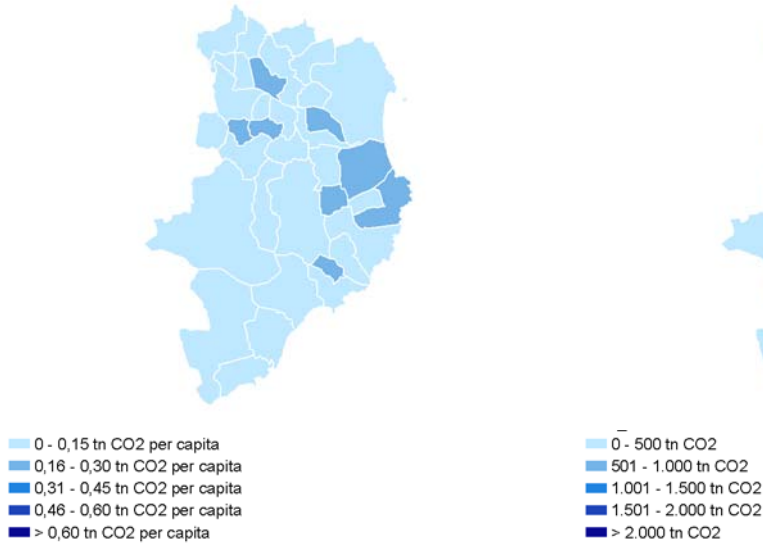 0 - 0,15 tn CO2 per capita
0,16 - 0,30 tn CO2 per capita
0,31 - 0,45 tn CO2 per capita
0,46 - 0,60 tn CO2 per capita
> 0,60 tn CO2 per capita
0 - 500 tn CO2
501 - 1.000 tn CO2
1.001 - 1.500 tn CO2
1.501 - 2.000 tn CO2
> 2.000 tn CO2